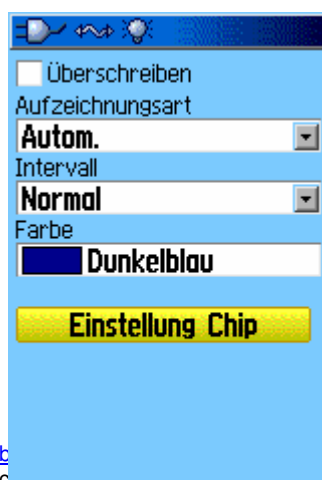 Überschreiben
Aufzeichnungsart
Autom.
Intervall
Normal
Farbe
Dunkelblau
Einstellung Chip
b